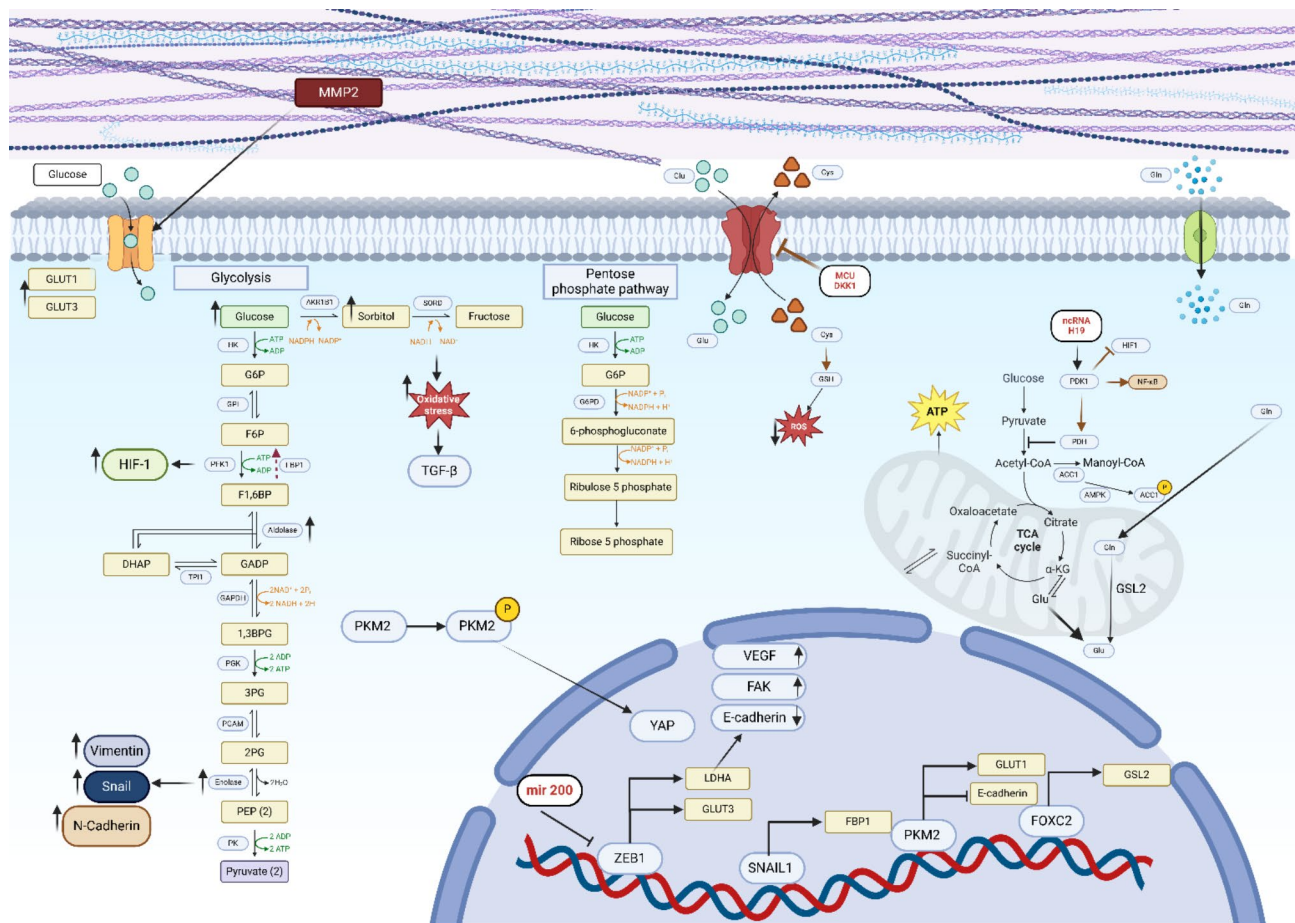 MMP2
Glucose
Glu
Cys
Gln
GLUT1
GLUT3
Glycolysis
Pentose
phosphate pathway
MCU
DKK1
Glucose
AKR1B1
Sorbitol
SORD
Fructose
NADPH NADP⁺
NADH NAD⁺
HK
ATP
ADP
G6P
GPI
F6P
HIF-1
PFK1
ATP
ADP
FBP1
F1,6BP
Aldolase
DHAP
TPI1
GADP
GAPDH
2NAD⁺ + 2Pᵢ
2 NADH + 2H
1,3BPG
PGK
2 ADP
2 ATP
3PG
PGAM
2PG
Vimentin
Snail
N-Cadherin
Enolase
2H₂O
PEP (2)
PK
2 ADP
2 ATP
Pyruvate (2)
Oxidative
stress
TGF-β
Glucose
HK
ATP
ADP
G6P
G6PD
NADP⁺ + Pᵢ
NADPH + H⁺
6-phosphogluconate
NADP⁺ + Pᵢ
NADPH + H⁺
Ribulose 5 phosphate
Ribose 5 phosphate
Glu
Cys
GSH
ROS
Gln
ncRNA
H19
HIF1
PDK1
NF-κB
Glucose
Pyruvate
PDH
ATP
Acetyl-CoA
Manoyl-CoA
ACC1
AMPK
ACC1
P
Oxaloacetate
Citrate
TCA
cycle
Succinyl-
CoA
α-KG
Glu
Gln
Gln
GSL2
Glu
PKM2
PKM2
P
YAP
VEGF
FAK
E-cadherin
LDHA
GLUT3
mir 200
ZEB1
SNAIL1
FBP1
PKM2
GLUT1
E-cadherin
FOXC2
GSL2